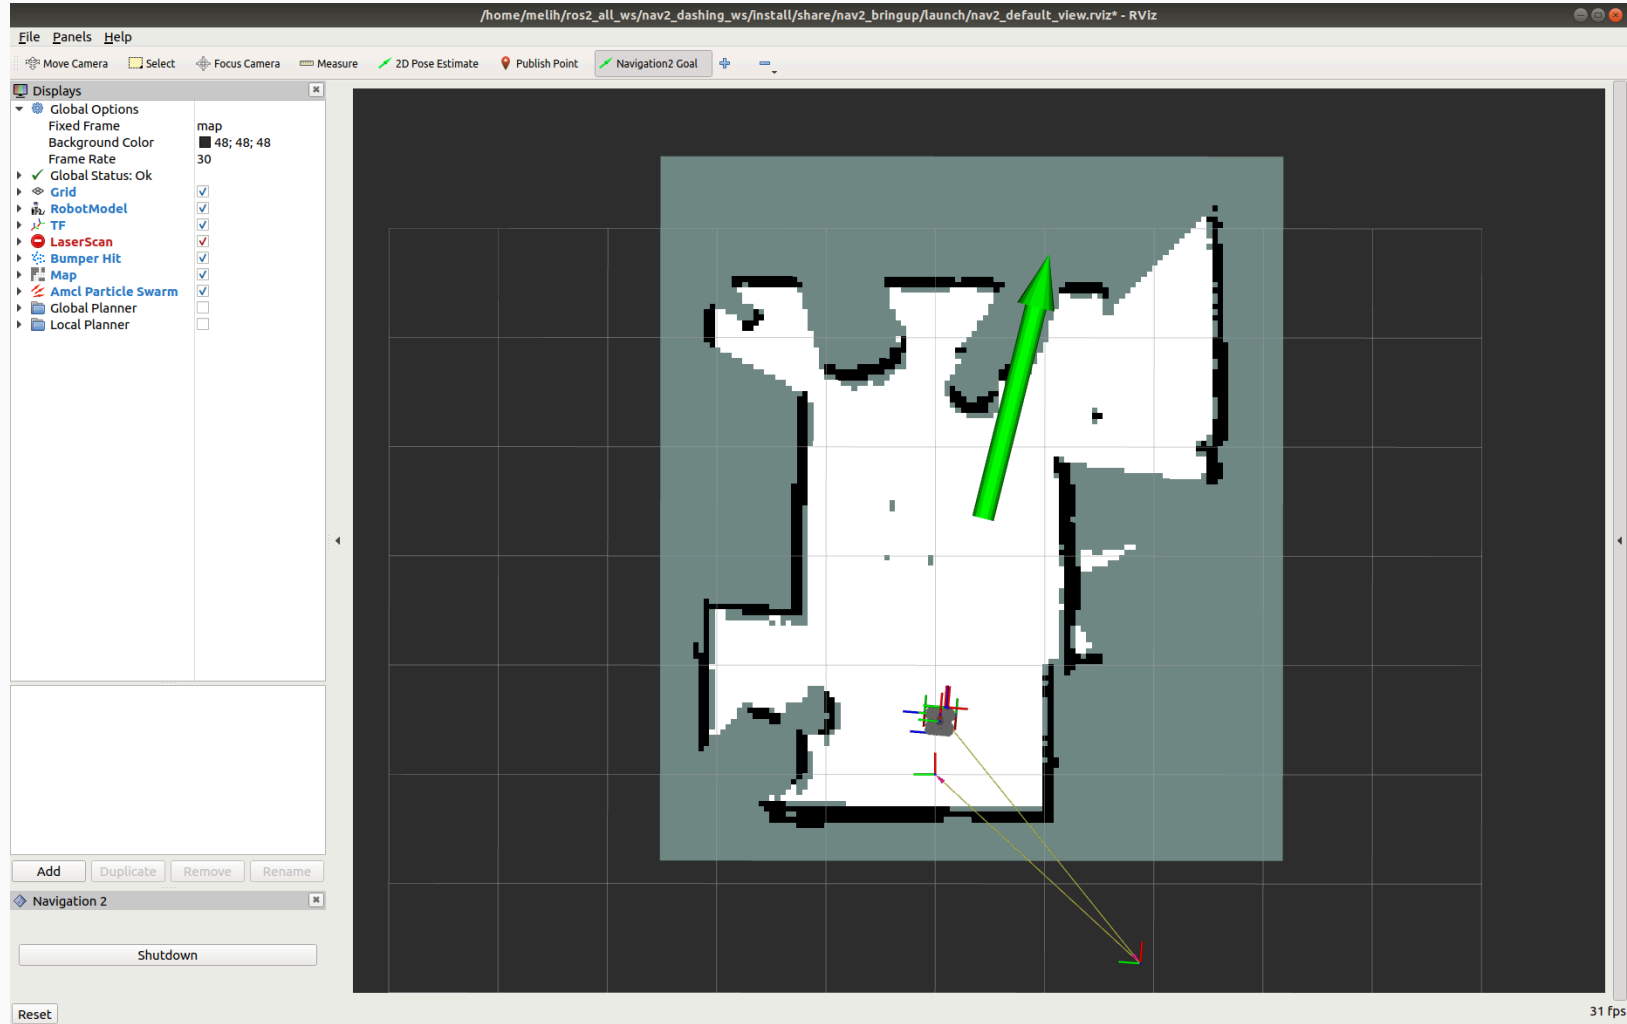 /home/melih/ros2_all_ws/nav2_dashing_ws/install/share/nav2_bringup/launch/nav2_default_view.rviz* - RViz
File Panels Help
Move Camera Select Focus Camera Measure 2D Pose Estimate Publish Point Navigation2 Goal
Displays
Global Options
Fixed Frame map
Background Color 48; 48; 48
Frame Rate 30
Global Status: Ok
Grid
RobotModel
TF
LaserScan
Bumper Hit
Map
Amcl Particle Swarm
Global Planner
Local Planner
Add Duplicate Remove Rename
Navigation 2
Shutdown
Reset
31 fps